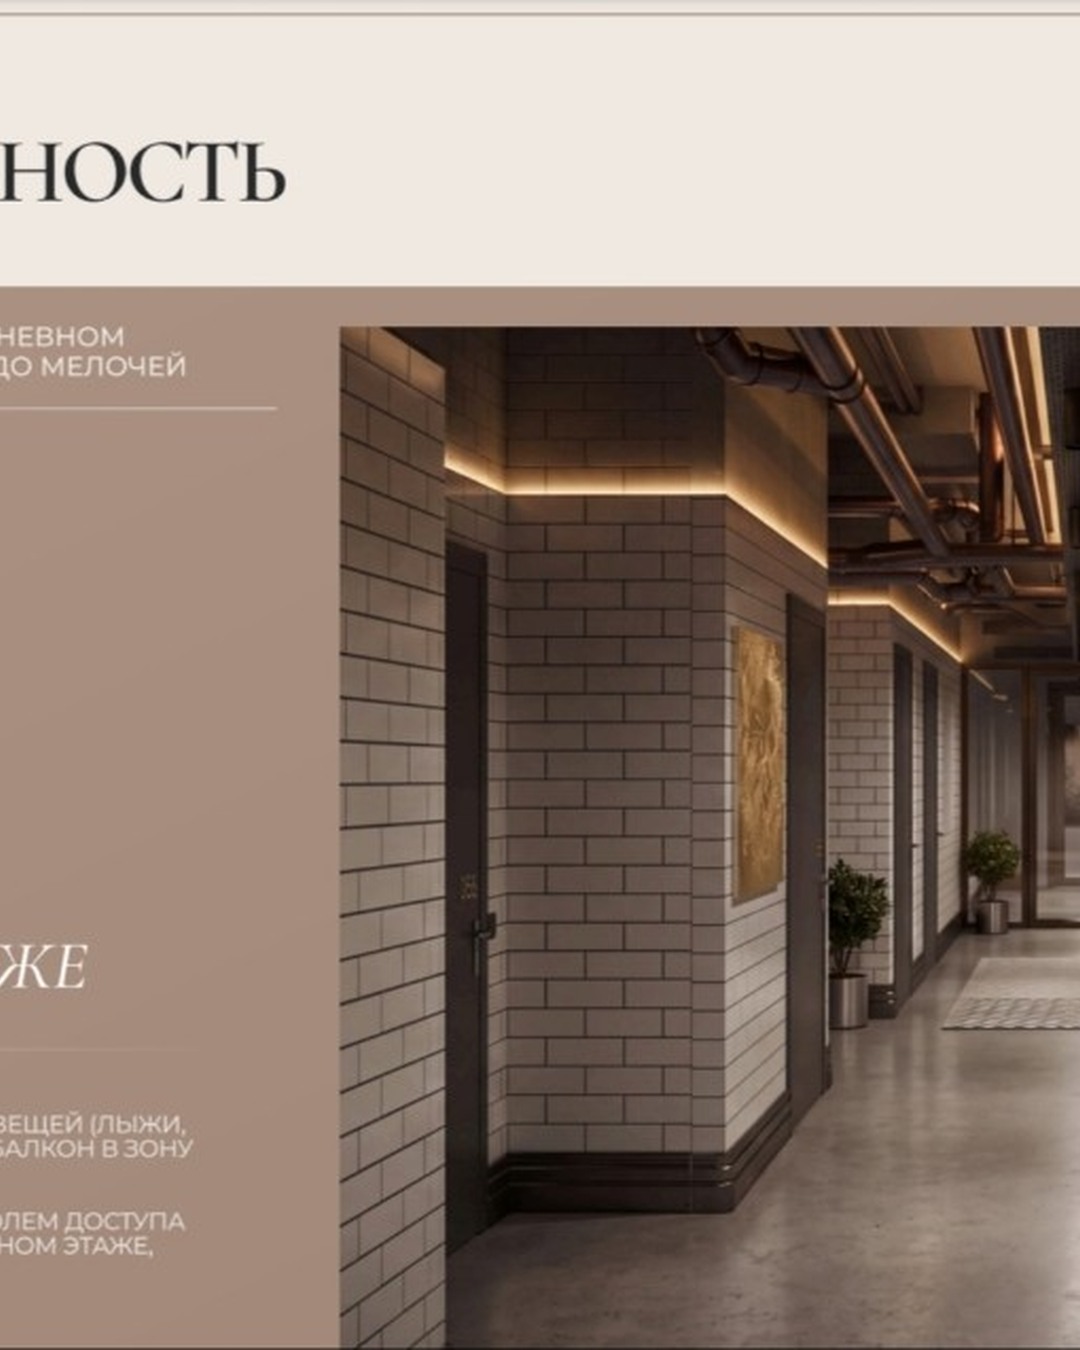 НОСТЬ
НЕВНОМ
ДО МЕЛОЧЕЙ
ЖЕ
ВЕЩЕЙ (ЛЫЖИ,
БАЛКОН В ЗОНУ
ОЛЕМ ДОСТУПА
НОМ ЭТАЖЕ,